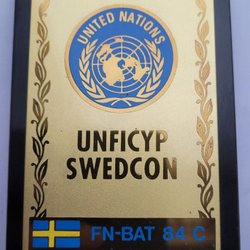 UNITED NATIONS
UNFICYP
SWEDCON
FN-BAT 84 C